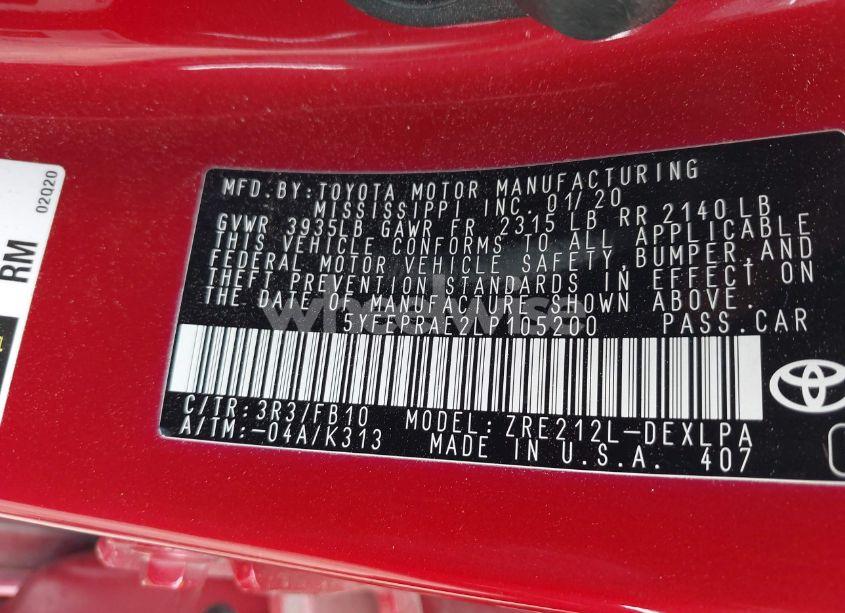 MFD.BY:TOYOTA MOTOR MANUFACTURING
MISSISSIPPI INC. 01/20
GVWR 3935LB GAWR FR 2315 LB RR 2140 LB
THIS VEHICLE CONFORMS TO ALL APPLICABLE
FEDERAL MOTOR VEHICLE SAFETY,BUMPER,AND
THEFT PREVENTION STANDARDS IN EFFECT ON
THE DATE OF MANUFACTURE SHOWN ABOVE.
PASS.CAR
C/TR:3R3/FB10 MODEL: ZRE212L-DEXLPA
A/TM:-04A/K313 MADE IN U.S.A. 407
RM
02020
wheelwise